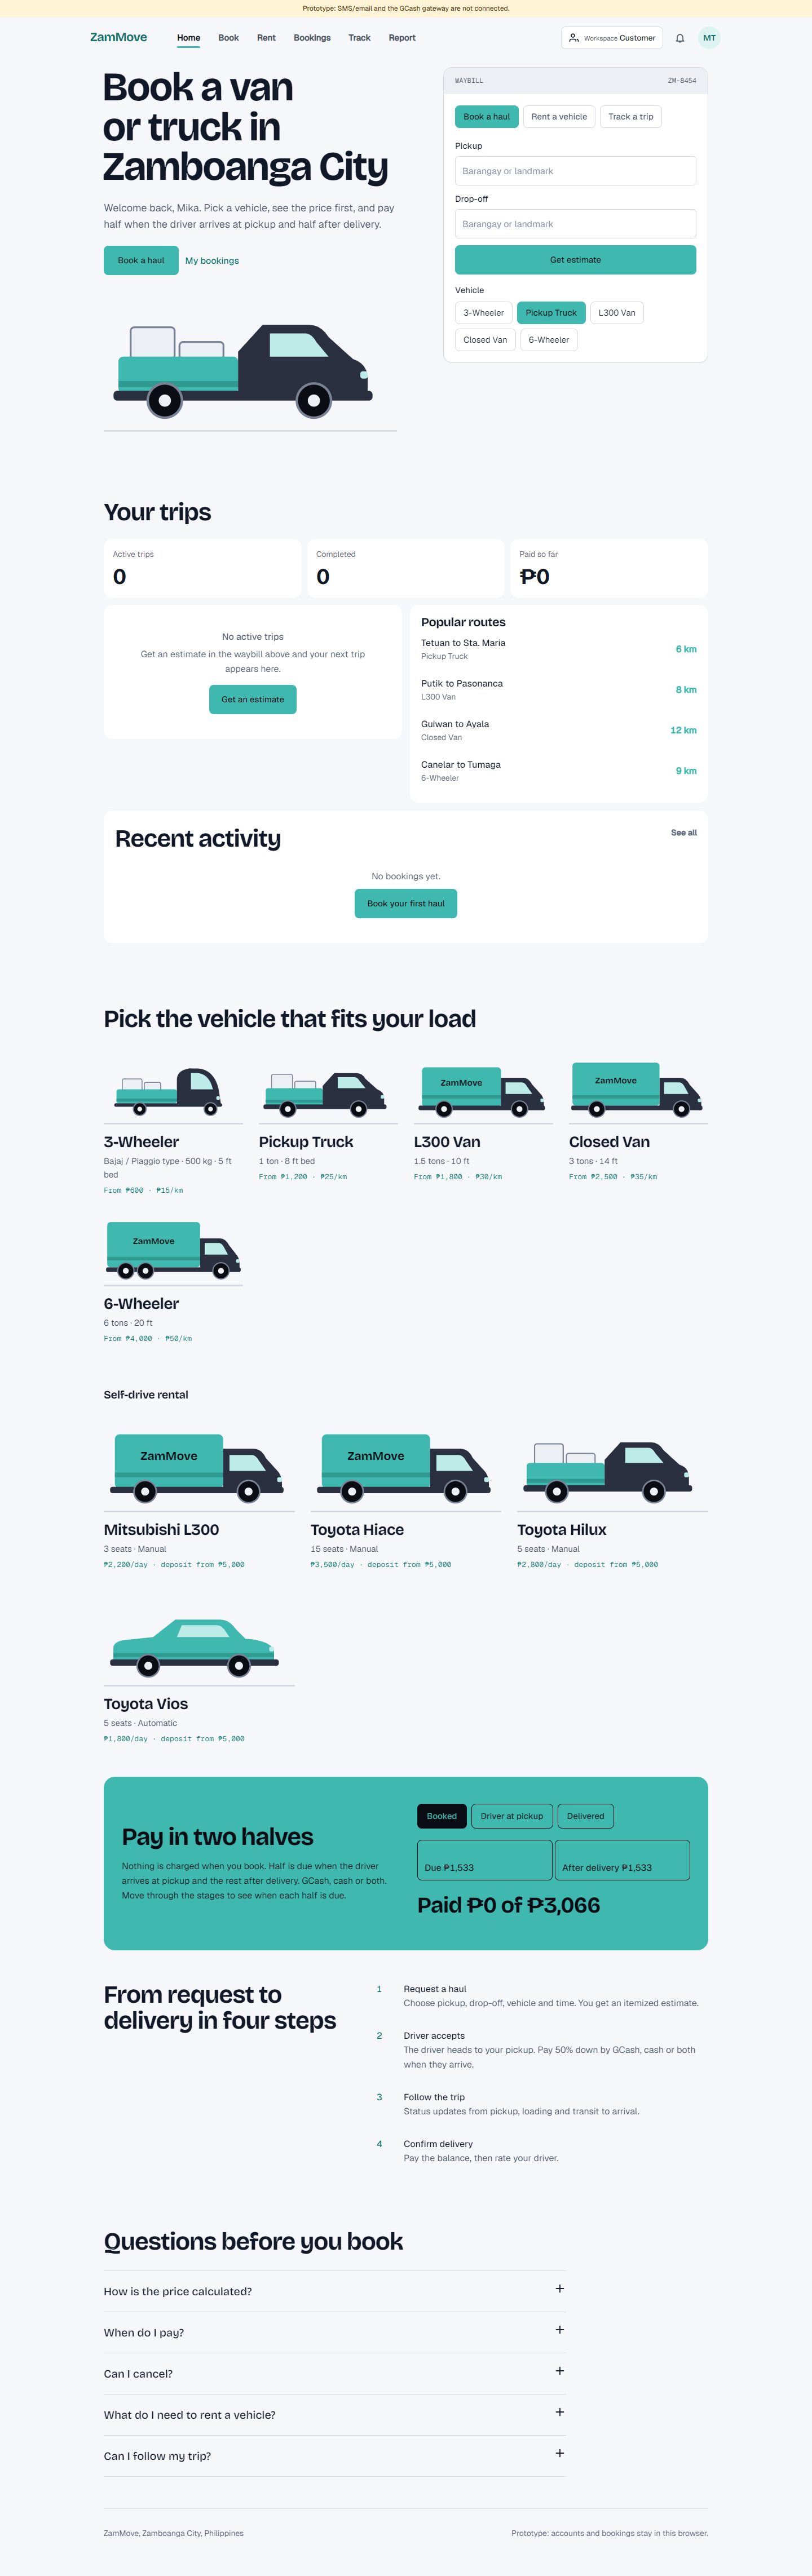 Prototype: SMS/email and the GCash gateway are not connected.
ZamMove
Home
Book
Rent
Bookings
Track
Report
Workspace Customer
MT
Book a van
or truck in
Zamboanga City
Welcome back, Mika. Pick a vehicle, see the price first, and pay
half when the driver arrives at pickup and half after delivery.
Book a haul
My bookings
WAYBILL
ZM-8454
Book a haul
Rent a vehicle
Track a trip
Pickup
Barangay or landmark
Drop-off
Barangay or landmark
Get estimate
Vehicle
3-Wheeler
Pickup Truck
L300 Van
Closed Van
6-Wheeler
Your trips
Active trips
0
Completed
0
Paid so far
₱0
No active trips
Get an estimate in the waybill above and your next trip
appears here.
Get an estimate
Popular routes
Tetuan to Sta. Maria
Pickup Truck
6 km
Putik to Pasonanca
L300 Van
8 km
Guiwan to Ayala
Closed Van
12 km
Canelar to Tumaga
6-Wheeler
9 km
Recent activity
See all
No bookings yet.
Book your first haul
Pick the vehicle that fits your load
3-Wheeler
Bajaj / Piaggio type · 500 kg · 5 ft
bed
From ₱600 · ₱15/km
Pickup Truck
1 ton · 8 ft bed
From ₱1,200 · ₱25/km
ZamMove
L300 Van
1.5 tons · 10 ft
From ₱1,800 · ₱30/km
ZamMove
Closed Van
3 tons · 14 ft
From ₱2,500 · ₱35/km
ZamMove
6-Wheeler
6 tons · 20 ft
From ₱4,000 · ₱50/km
Self-drive rental
ZamMove
Mitsubishi L300
3 seats · Manual
₱2,200/day · deposit from ₱5,000
ZamMove
Toyota Hiace
15 seats · Manual
₱3,500/day · deposit from ₱5,000
Toyota Hilux
5 seats · Manual
₱2,800/day · deposit from ₱5,000
Toyota Vios
5 seats · Automatic
₱1,800/day · deposit from ₱5,000
Pay in two halves
Nothing is charged when you book. Half is due when the driver
arrives at pickup and the rest after delivery. GCash, cash or both.
Move through the stages to see when each half is due.
Booked
Driver at pickup
Delivered
Due ₱1,533
After delivery ₱1,533
Paid ₱0 of ₱3,066
From request to
delivery in four steps
1
Request a haul
Choose pickup, drop-off, vehicle and time. You get an itemized estimate.
2
Driver accepts
The driver heads to your pickup. Pay 50% down by GCash, cash or both
when they arrive.
3
Follow the trip
Status updates from pickup, loading and transit to arrival.
4
Confirm delivery
Pay the balance, then rate your driver.
Questions before you book
How is the price calculated?
+
When do I pay?
+
Can I cancel?
+
What do I need to rent a vehicle?
+
Can I follow my trip?
+
ZamMove, Zamboanga City, Philippines
Prototype: accounts and bookings stay in this browser.